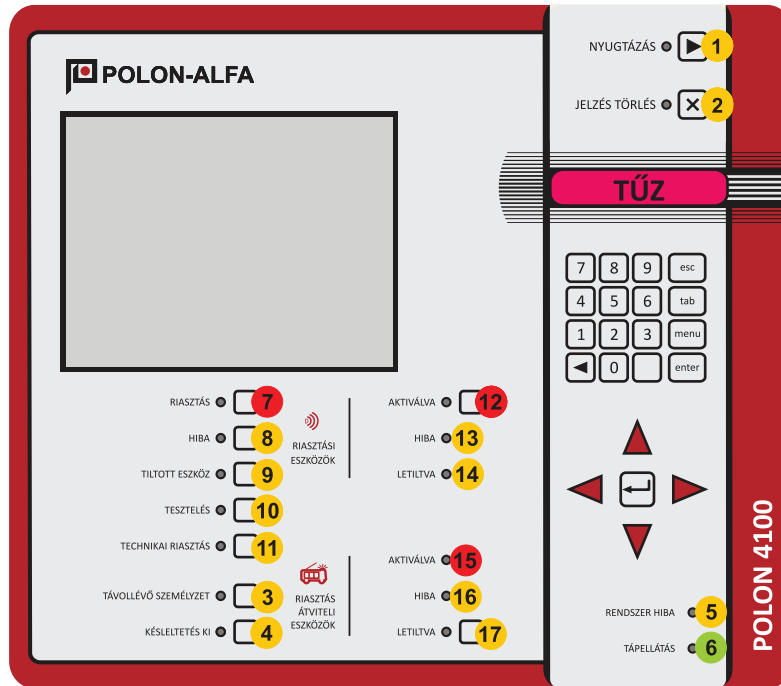 NYUGTÁZÁS 1
JELZÉS TÖRLÉS 2
POLON-ALFA
TŰZ
7 8 9 esc
4 5 6 tab
1 2 3 menu
0 enter
RIASZTÁS 7
HIBA 8
TILTOTT ESZKÖZ 9
TESZTELÉS 10
TECHNIKAI RIASZTÁS 11
TÁVOLLÉVŐ SZEMÉLYZET 3
KÉSLELTETÉS KI 4
RIASZTÁSI
ESZKÖZÖK
AKTIVÁLVA 12
HIBA 13
LETILTVA 14
RIASZTÁS
ÁTVITELI
ESZKÖZÖK
AKTIVÁLVA 15
HIBA 16
LETILTVA 17
RENDSZER HIBA 5
TÁPELLÁTÁS 6
POLON 4100